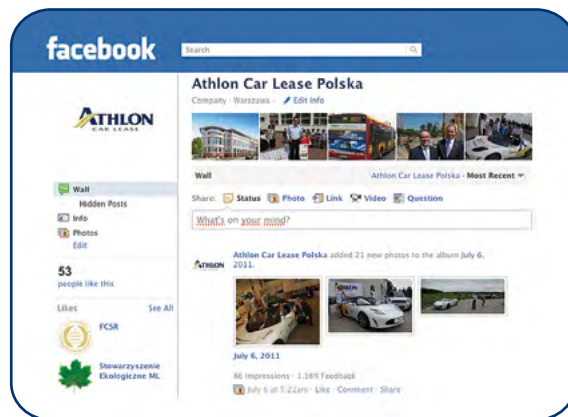 facebook
Search
Athlon Car Lease Polska
Company · Warszawa · Edit Info
ATHLON
CAR LEASE
Wall
Athlon Car Lease Polska · Most Recent
Wall
Hidden Posts
Info
Photos
Edit
Share: Status Photo Link Video Question
What's on your mind?
53
people like this
ATHLON
Athlon Car Lease Polska added 21 new photos to the album July 6,
2011.
Likes See All
FCSR
Stowarzyszenie
Ekologiczne ML
July 6, 2011
86 Impressions · 1.16% Feedback
July 6 at 5:22am · Like · Comment · Share